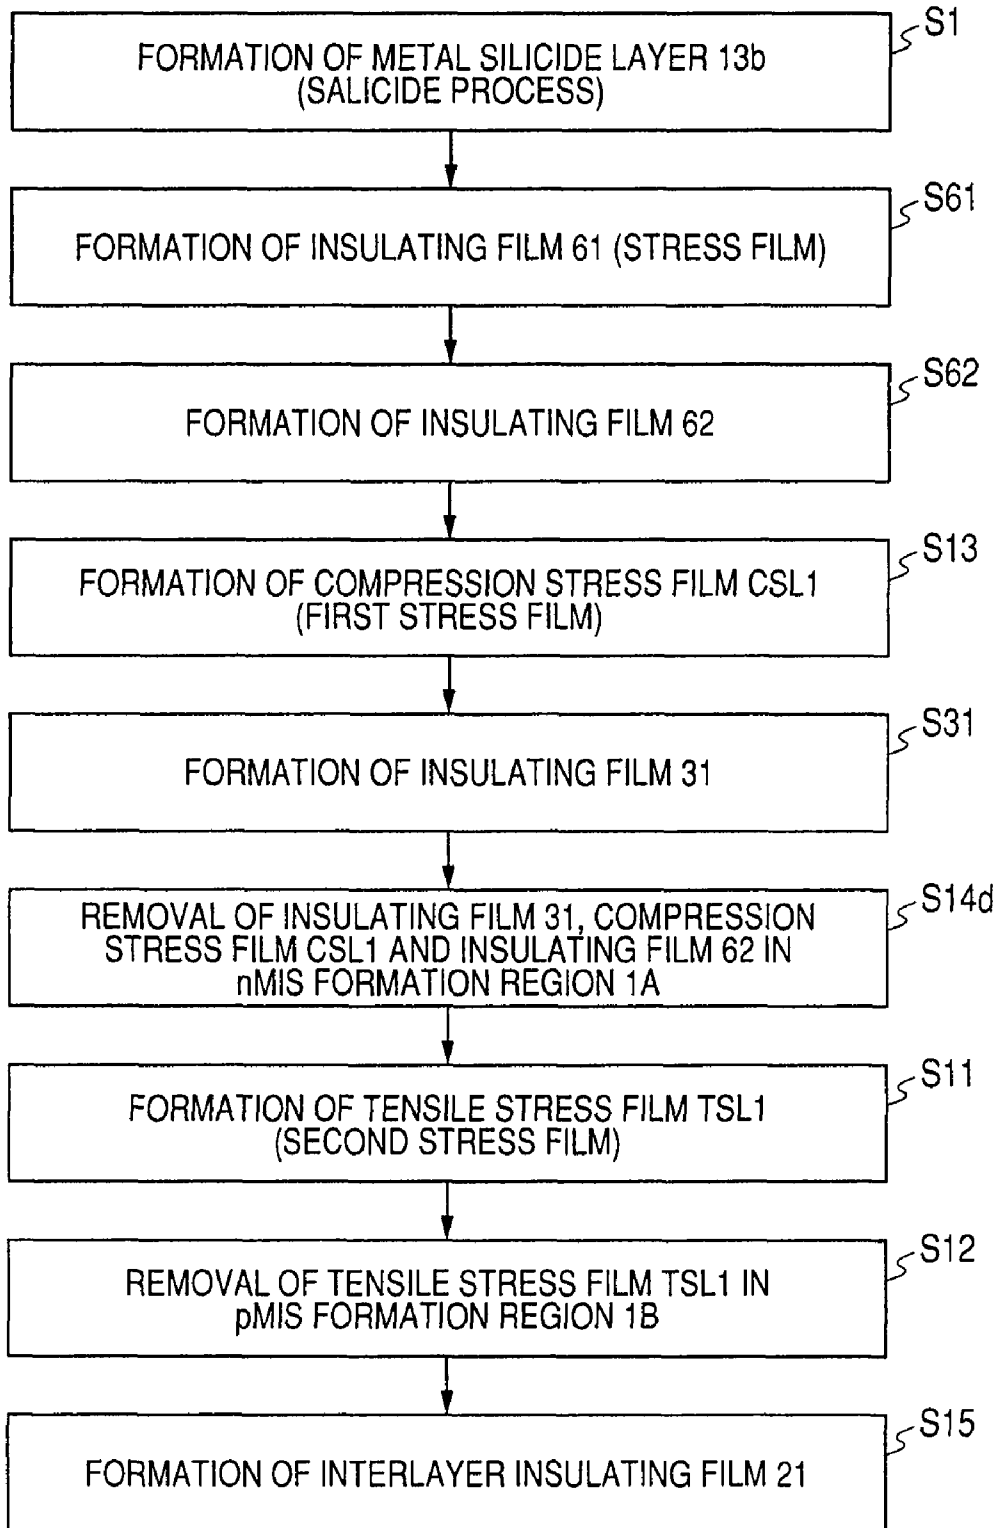 S1
FORMATION OF METAL SILICIDE LAYER 13b
(SALICIDE PROCESS)
S61
FORMATION OF INSULATING FILM 61 (STRESS FILM)
S62
FORMATION OF INSULATING FILM 62
S13
FORMATION OF COMPRESSION STRESS FILM CSL1
(FIRST STRESS FILM)
S31
FORMATION OF INSULATING FILM 31
S14d
REMOVAL OF INSULATING FILM 31, COMPRESSION
STRESS FILM CSL1 AND INSULATING FILM 62 IN
nMIS FORMATION REGION 1A
S11
FORMATION OF TENSILE STRESS FILM TSL1
(SECOND STRESS FILM)
S12
REMOVAL OF TENSILE STRESS FILM TSL1 IN
pMIS FORMATION REGION 1B
S15
FORMATION OF INTERLAYER INSULATING FILM 21